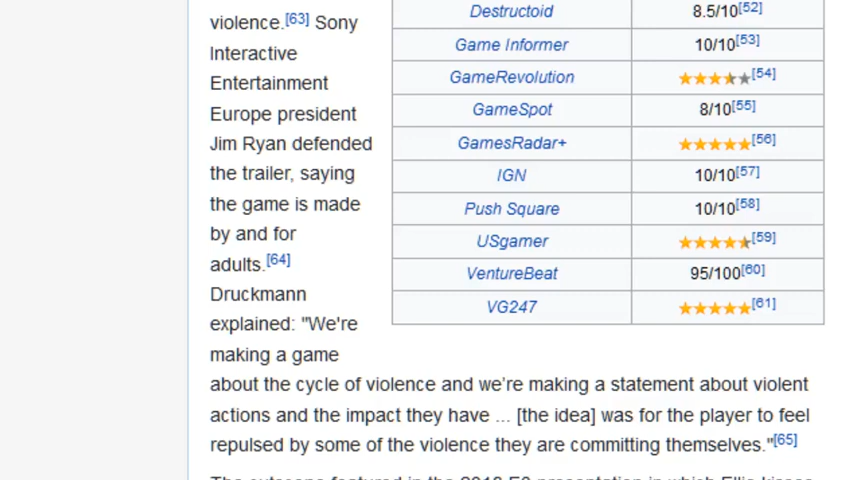 violence.[63] Sony
Interactive
Entertainment
Europe president
Jim Ryan defended
the trailer, saying
the game is made
by and for
adults.[64]
Druckmann
explained: "We're
making a game
about the cycle of violence and we're making a statement about violent
actions and the impact they have ... [the idea] was for the player to feel
repulsed by some of the violence they are committing themselves."[65]
Destructoid 8.5/10[52]
Game Informer 10/10[53]
GameRevolution [54]
GameSpot 8/10[55]
GamesRadar+ [56]
IGN 10/10[57]
Push Square 10/10[58]
USgamer [59]
VentureBeat 95/100[60]
VG247 [61]